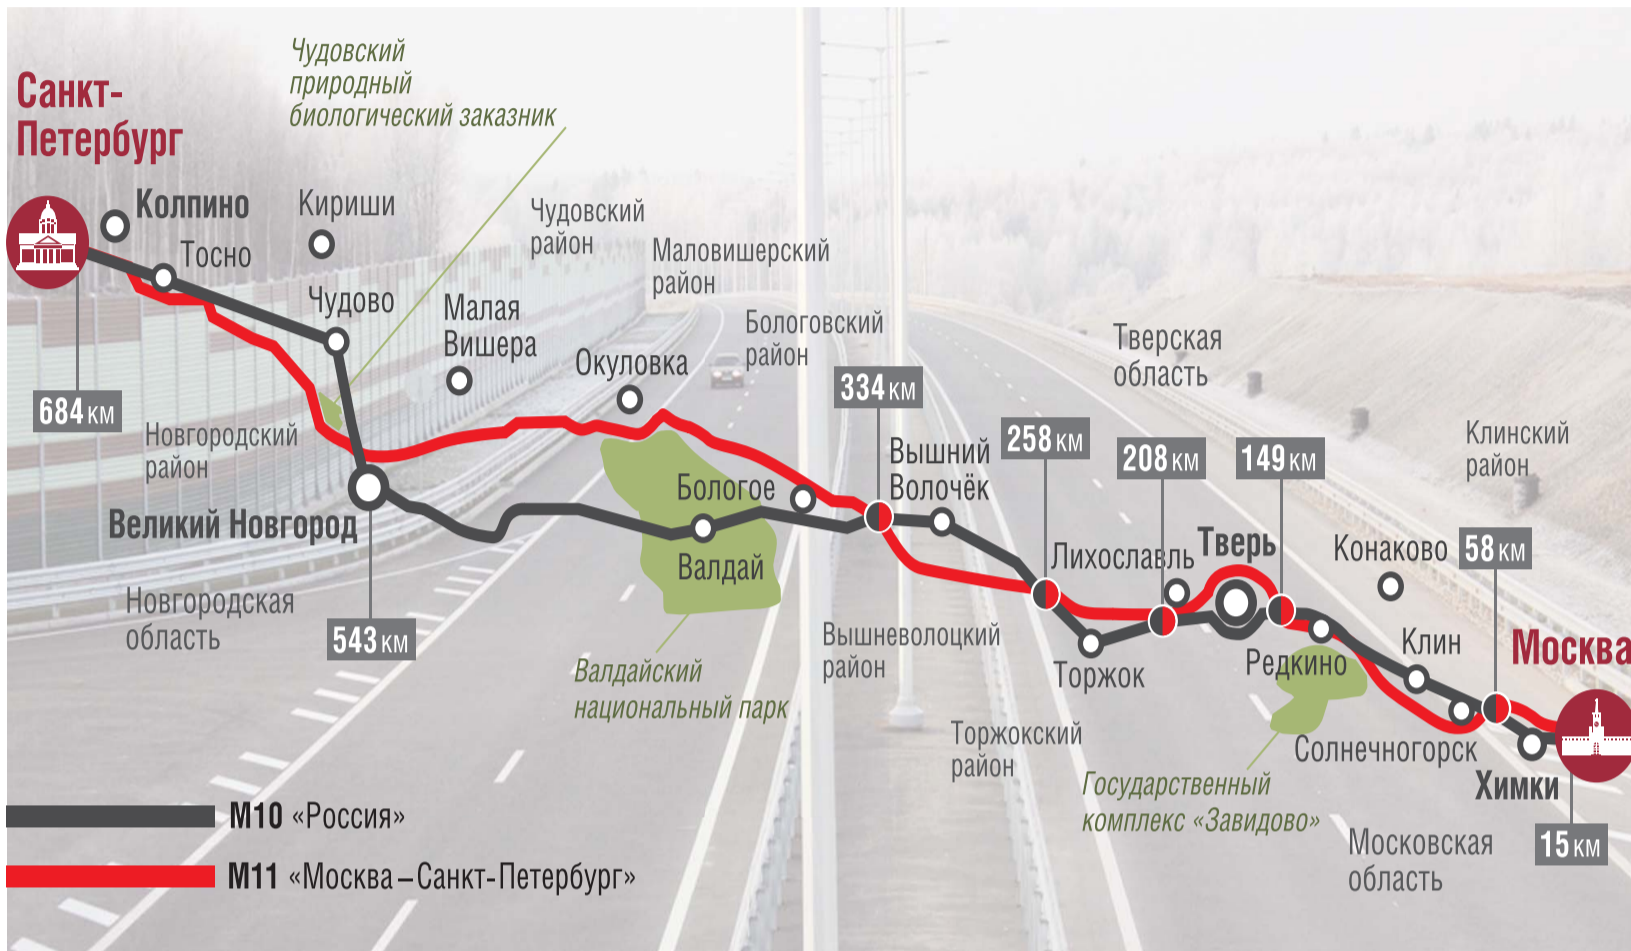 Чудовский
природный
биологический заказник
Санкт-
Петербург
Колпино
Кириши
Тосно
Чудовский
район
Маловишерский
район
Чудово
Малая
Вишера
Бологовский
район
Окуловка
Тверская
область
684 КМ
334 КМ
Новгородский
район
Вышний
Волочёк
258 КМ
208 КМ
149 КМ
Клинский
район
Бологое
Великий Новгород
Валдай
Лихославль
Тверь
Конаково
58 КМ
Новгородская
область
543 КМ
Вышневолоцкий
район
Торжок
Редкино
Клин
Москва
Валдайский
национальный парк
Торжокский
район
Солнечногорск
Государственный
комплекс «Завидово»
Химки
Московская
область
15 КМ
М10 «Россия»
М11 «Москва – Санкт-Петербург»